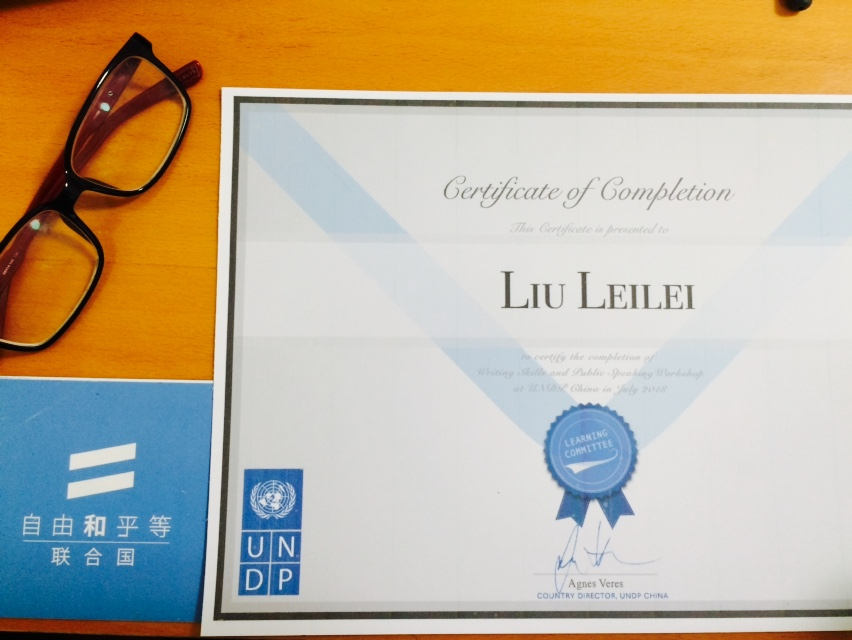 Certificate of Completion
This Certificate is presented to
LIU LEILEI
to certify the completion of
Writing Skills and Public Speaking Workshop
at UNDP China in July 2018
LEARNING
COMMITTEE
UN
DP
Agnes Veres
COUNTRY DIRECTOR, UNDP CHINA
自由和平等
联合国